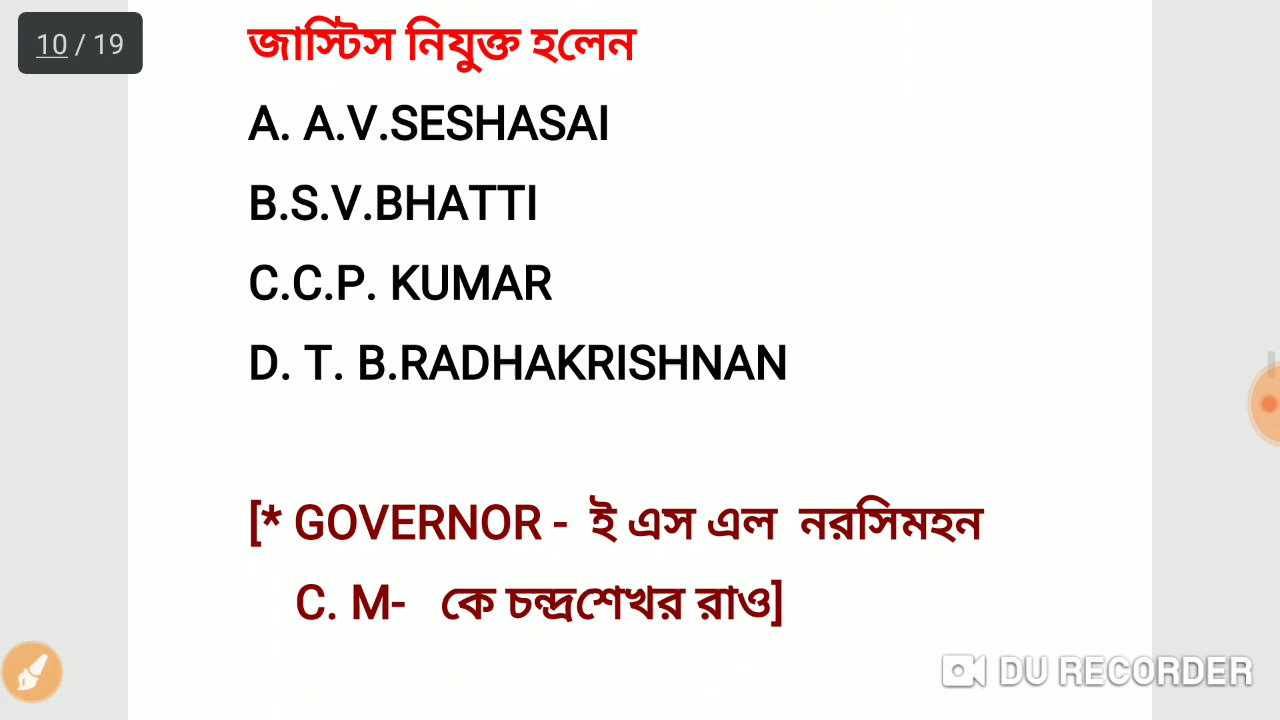 10 / 19
জাস্টিস নিযুক্ত হলেন
A. A.V.SESHASAI
B.S.V.BHATTI
C.C.P. KUMAR
D. T. B.RADHAKRISHNAN
[* GOVERNOR - ই এস এল নরসিমহন
C. M- কে চন্দ্রশেখর রাও]
DU RECORDER